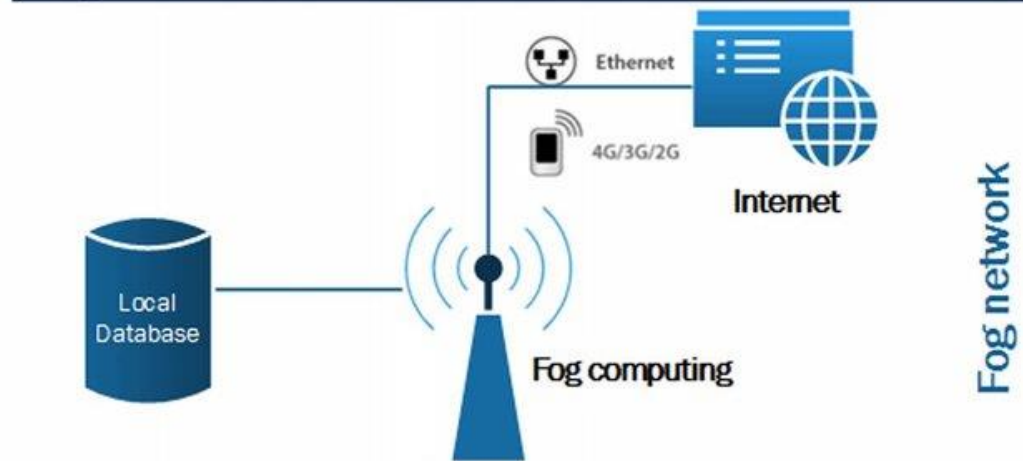 Ethernet
4G/3G/2G
Internet
Local
Database
Fog computing
Fog network